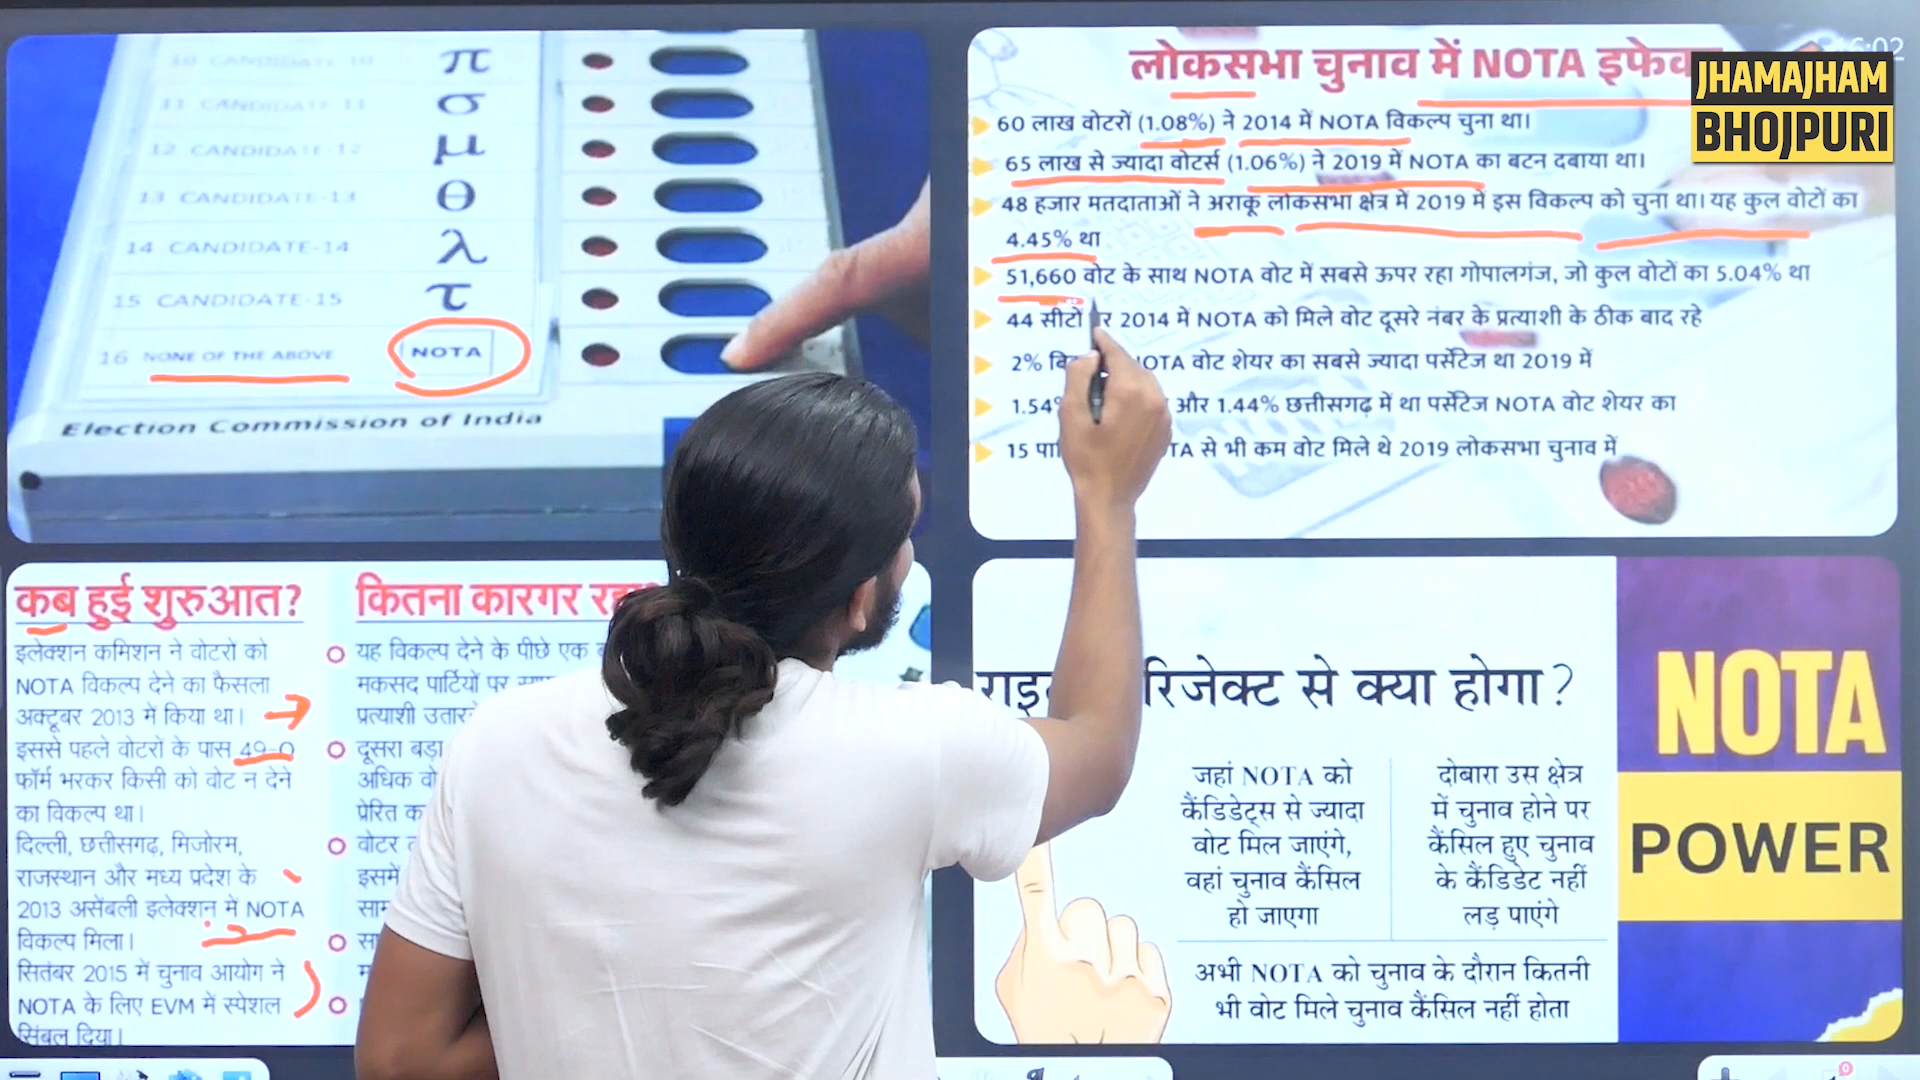 10 CANDIDATE-10 π
11 CANDIDATE-11 σ
12 CANDIDATE-12 μ
13 CANDIDATE-13 θ
14 CANDIDATE-14 λ
15 CANDIDATE-15 τ
16 NONE OF THE ABOVE NOTA
Election Commission of India
लोकसभा चुनाव में NOTA
JHAMAJHAM
BHOJPURI
60 लाख वोटरों (1.08%) ने 2014 में NOTA विकल्प चुना था।
65 लाख से ज्यादा वोटर्स (1.06%) ने 2019 में NOTA का बटन दबाया था।
48 हजार मतदाताओं ने अराकू लोकसभा क्षेत्र में 2019 में इस विकल्प को चुना था। यह कुल वोटों का
4.45% था
51,660 वोट के साथ NOTA वोट में सबसे ऊपर रहा गोपालगंज, जो कुल वोटों का 5.04% था
44 सीटों 2014 में NOTA को मिले वोट दूसरे नंबर के प्रत्याशी के ठीक बाद रहे
2% वोट शेयर का सबसे ज्यादा पर्सेंटेज था 2019 में
और 1.44% छत्तीसगढ़ में था पर्सेंटेज NOTA वोट शेयर का
15 से भी कम वोट मिले थे 2019 लोकसभा चुनाव में
कब हुई शुरुआत?
इलेक्शन कमिशन ने वोटरों को
NOTA विकल्प देने का फैसला
अक्टूबर 2013 में किया था।
इससे पहले वोटरों के पास 49-0
फॉर्म भरकर किसी को वोट न देने
का विकल्प था।
दिल्ली, छत्तीसगढ़, मिजोरम,
राजस्थान और मध्य प्रदेश के
2013 असेंबली इलेक्शन में NOTA
विकल्प मिला।
सितंबर 2015 में चुनाव आयोग ने
NOTA के लिए EVM में स्पेशल
सिंबल दिया।
कितना कारगर
यह विकल्प देने के पीछे एक
मकसद पार्टियों पर
प्रत्याशी
दूसरा बड़ा
अधिक
प्रेरित
वोटर
इसमें
रिजेक्ट से क्या होगा?
जहां NOTA को
कैंडिडेट्स से ज्यादा
वोट मिल जाएंगे,
वहां चुनाव कैंसिल
हो जाएगा
दोबारा उस क्षेत्र
में चुनाव होने पर
कैंसिल हुए चुनाव
के कैंडिडेट नहीं
लड़ पाएंगे
अभी NOTA को चुनाव के दौरान कितनी
भी वोट मिले चुनाव कैंसिल नहीं होता
NOTA
POWER